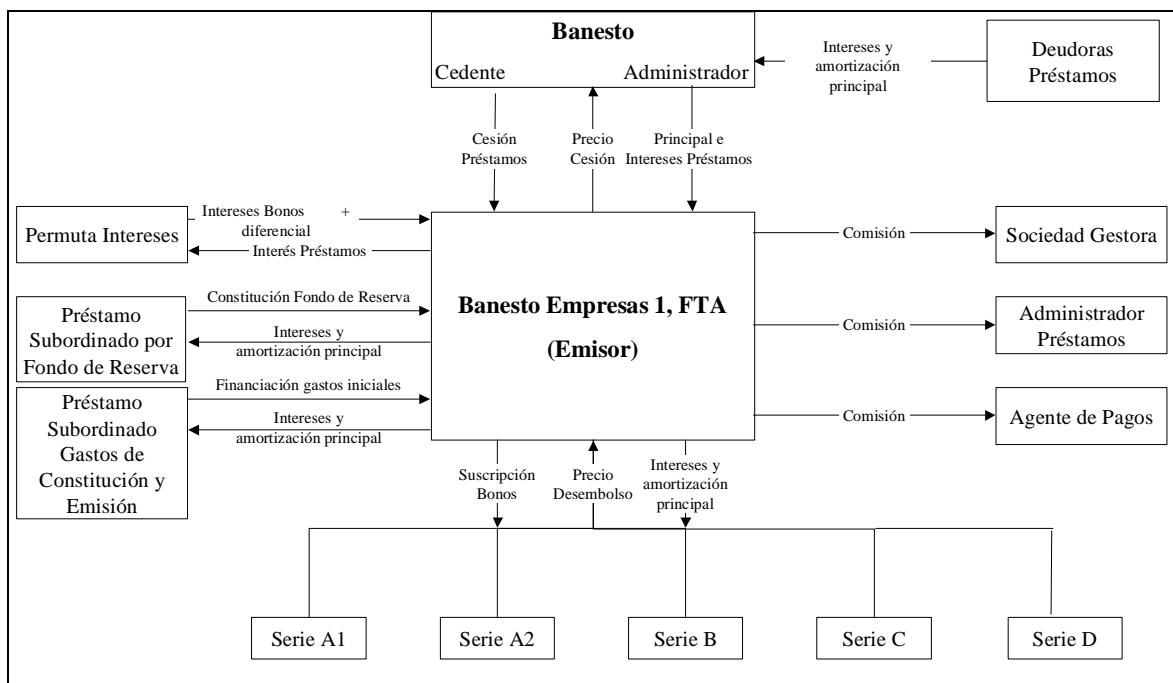 Banesto
Cedente
Administrador
Intereses y
amortización
principal
Deudoras
Préstamos
Cesión
Préstamos
Precio
Cesión
Principal e
Intereses Préstamos
Permuta Intereses
Intereses Bonos +
diferencial
Interés Préstamos
Préstamo
Subordinado por
Fondo de Reserva
Constitución Fondo de Reserva
Intereses y
amortización principal
Préstamo
Subordinado
Gastos de
Constitución y
Emisión
Financiación gastos iniciales
Intereses y
amortización principal
Banesto Empresas 1, FTA
(Emisor)
Comisión
Sociedad Gestora
Comisión
Administrador
Préstamos
Comisión
Agente de Pagos
Suscripción
Bonos
Precio
Desembolso
Intereses y
amortización
principal
Serie A1
Serie A2
Serie B
Serie C
Serie D